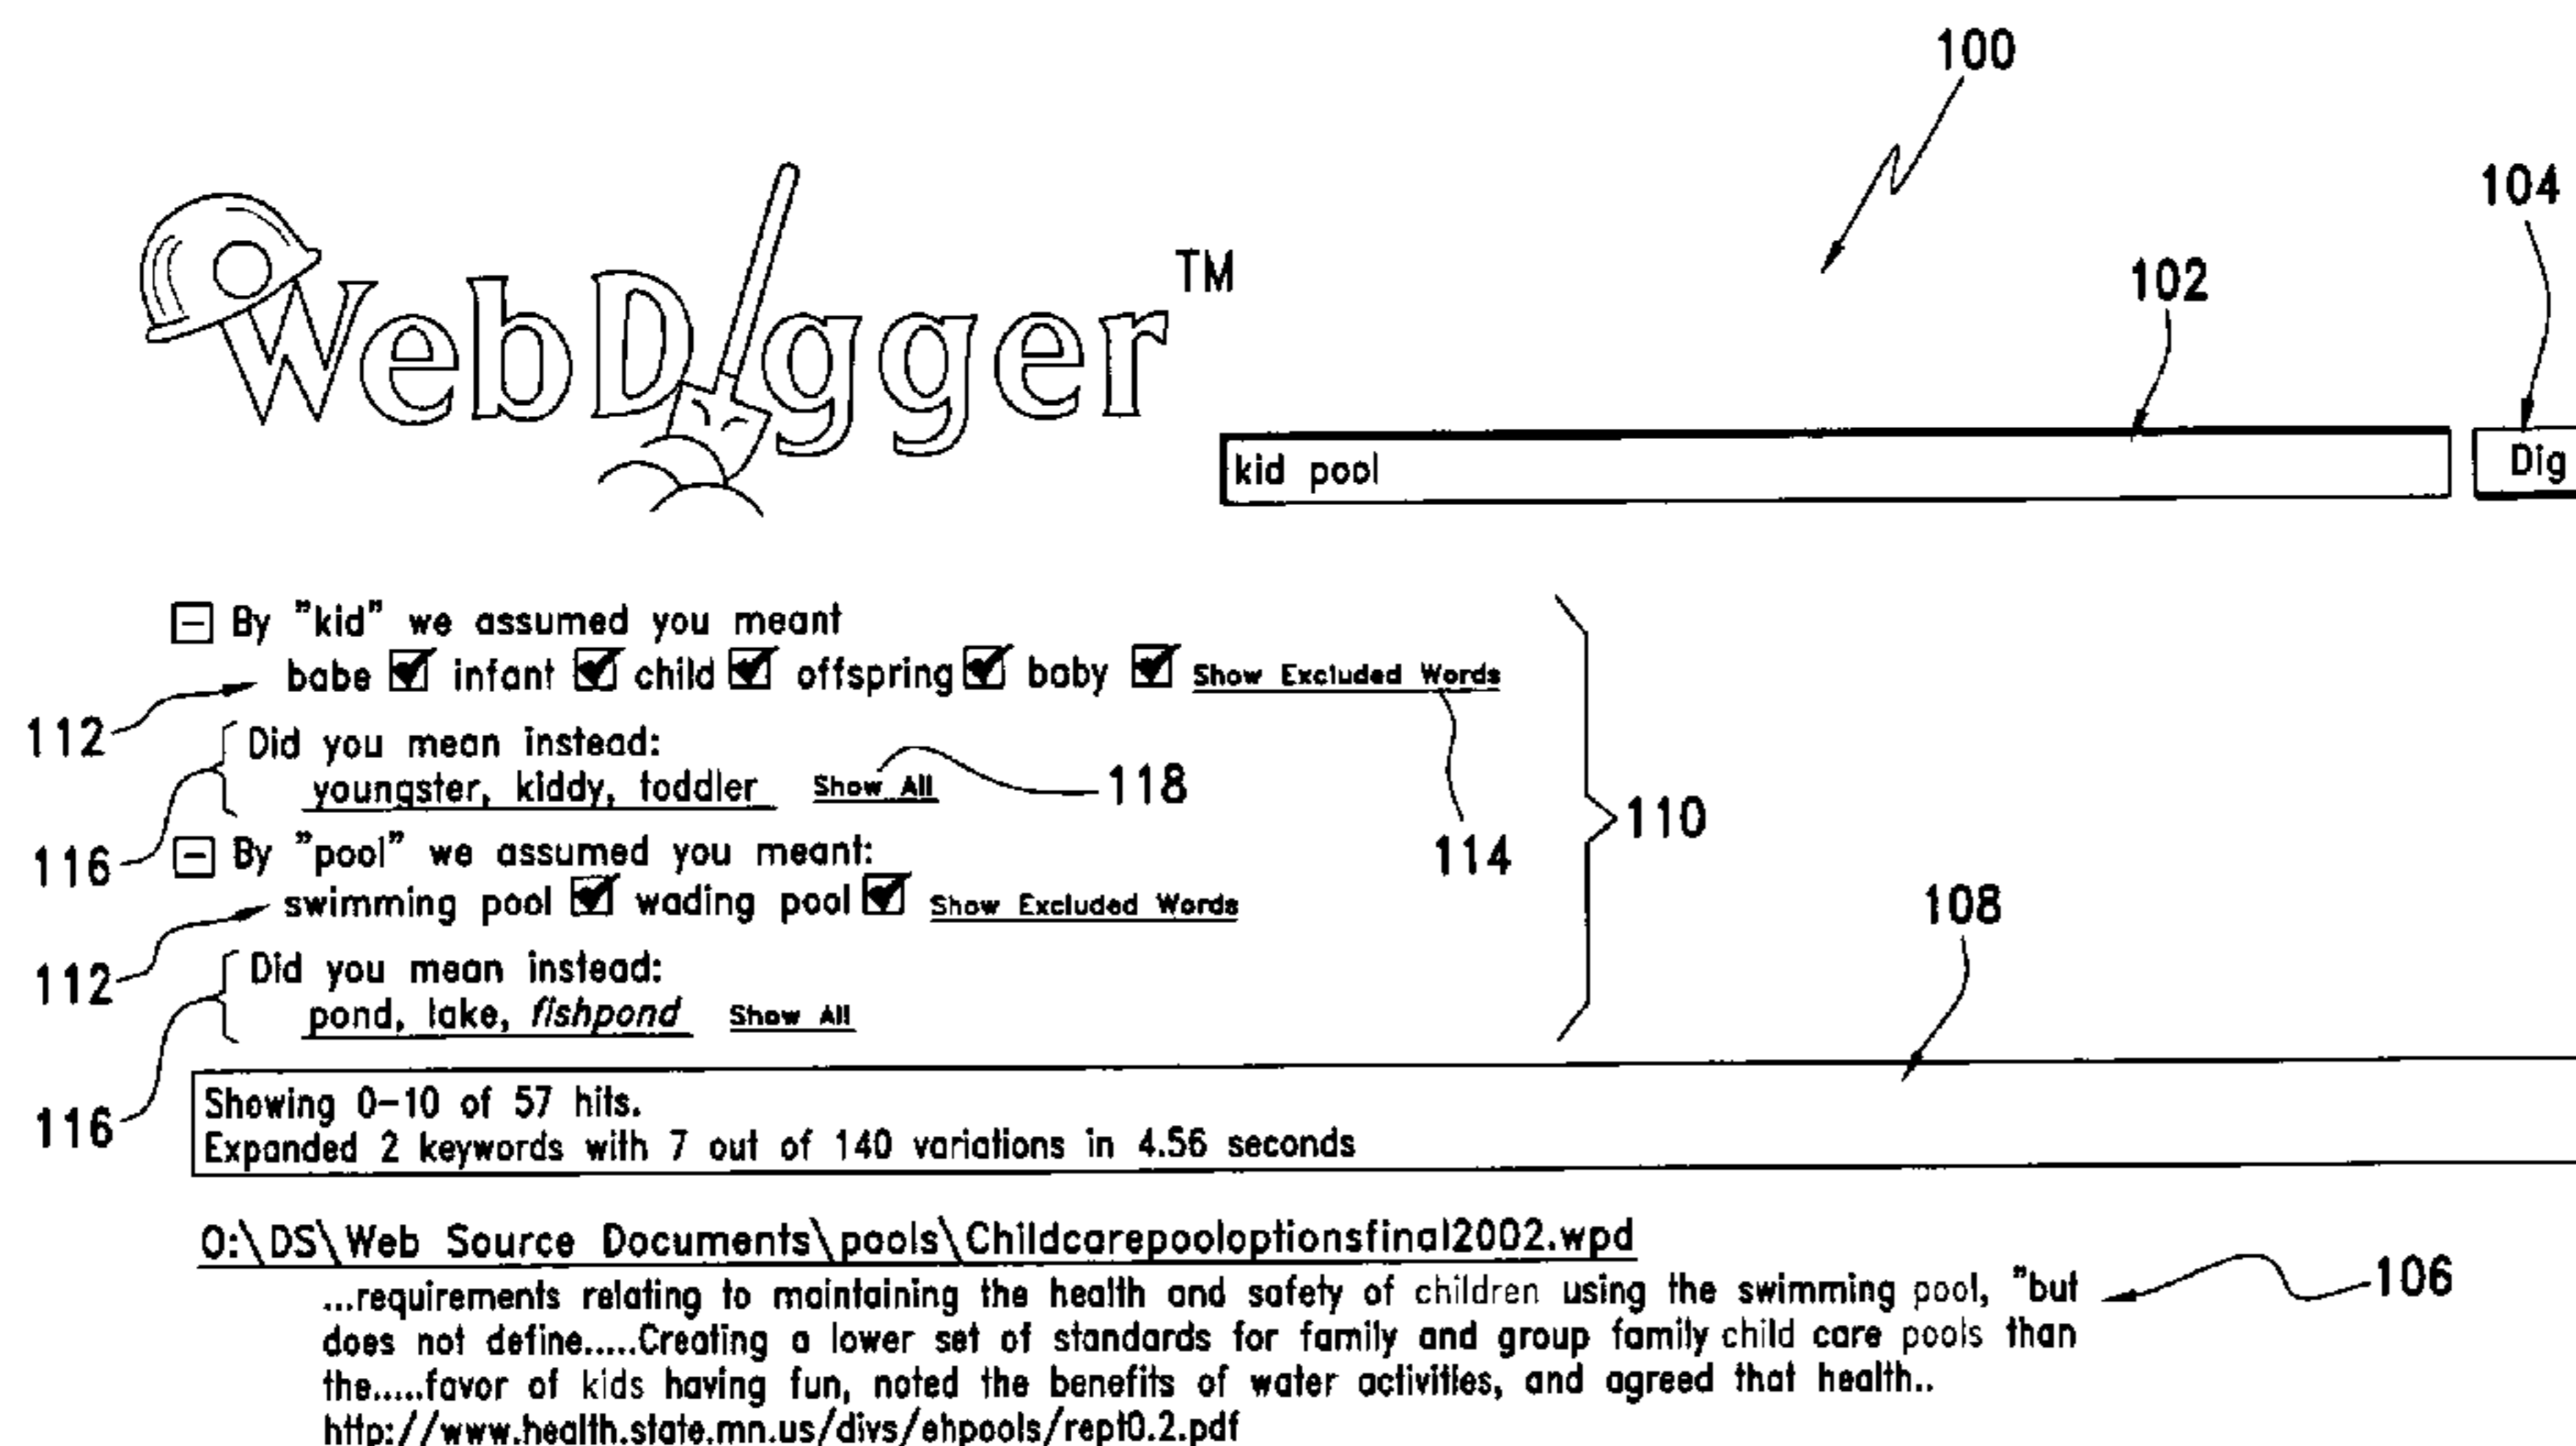 100
104
102
WebDigger TM
kid pool
Dig
By "kid" we assumed you meant
babe infant child offspring baby Show Excluded Words
112
Did you mean instead:
youngster, kiddy, toddler Show All
118
114
110
116
By "pool" we assumed you meant:
swimming pool wading pool Show Excluded Words
108
112
Did you mean instead:
pond, lake, fishpond Show All
116
Showing 0-10 of 57 hits.
Expanded 2 keywords with 7 out of 140 variations in 4.56 seconds
O:\DS\Web Source Documents\pools\Childcarepooloptionsfinal2002.wpd
...requirements relating to maintaining the health and safety of children using the swimming pool, "but
106
does not define.....Creating a lower set of standards for family and group family child care pools than
the.....favor of kids having fun, noted the benefits of water activities, and agreed that health..
http://www.health.state.mn.us/divs/ehpools/rept0.2.pdf